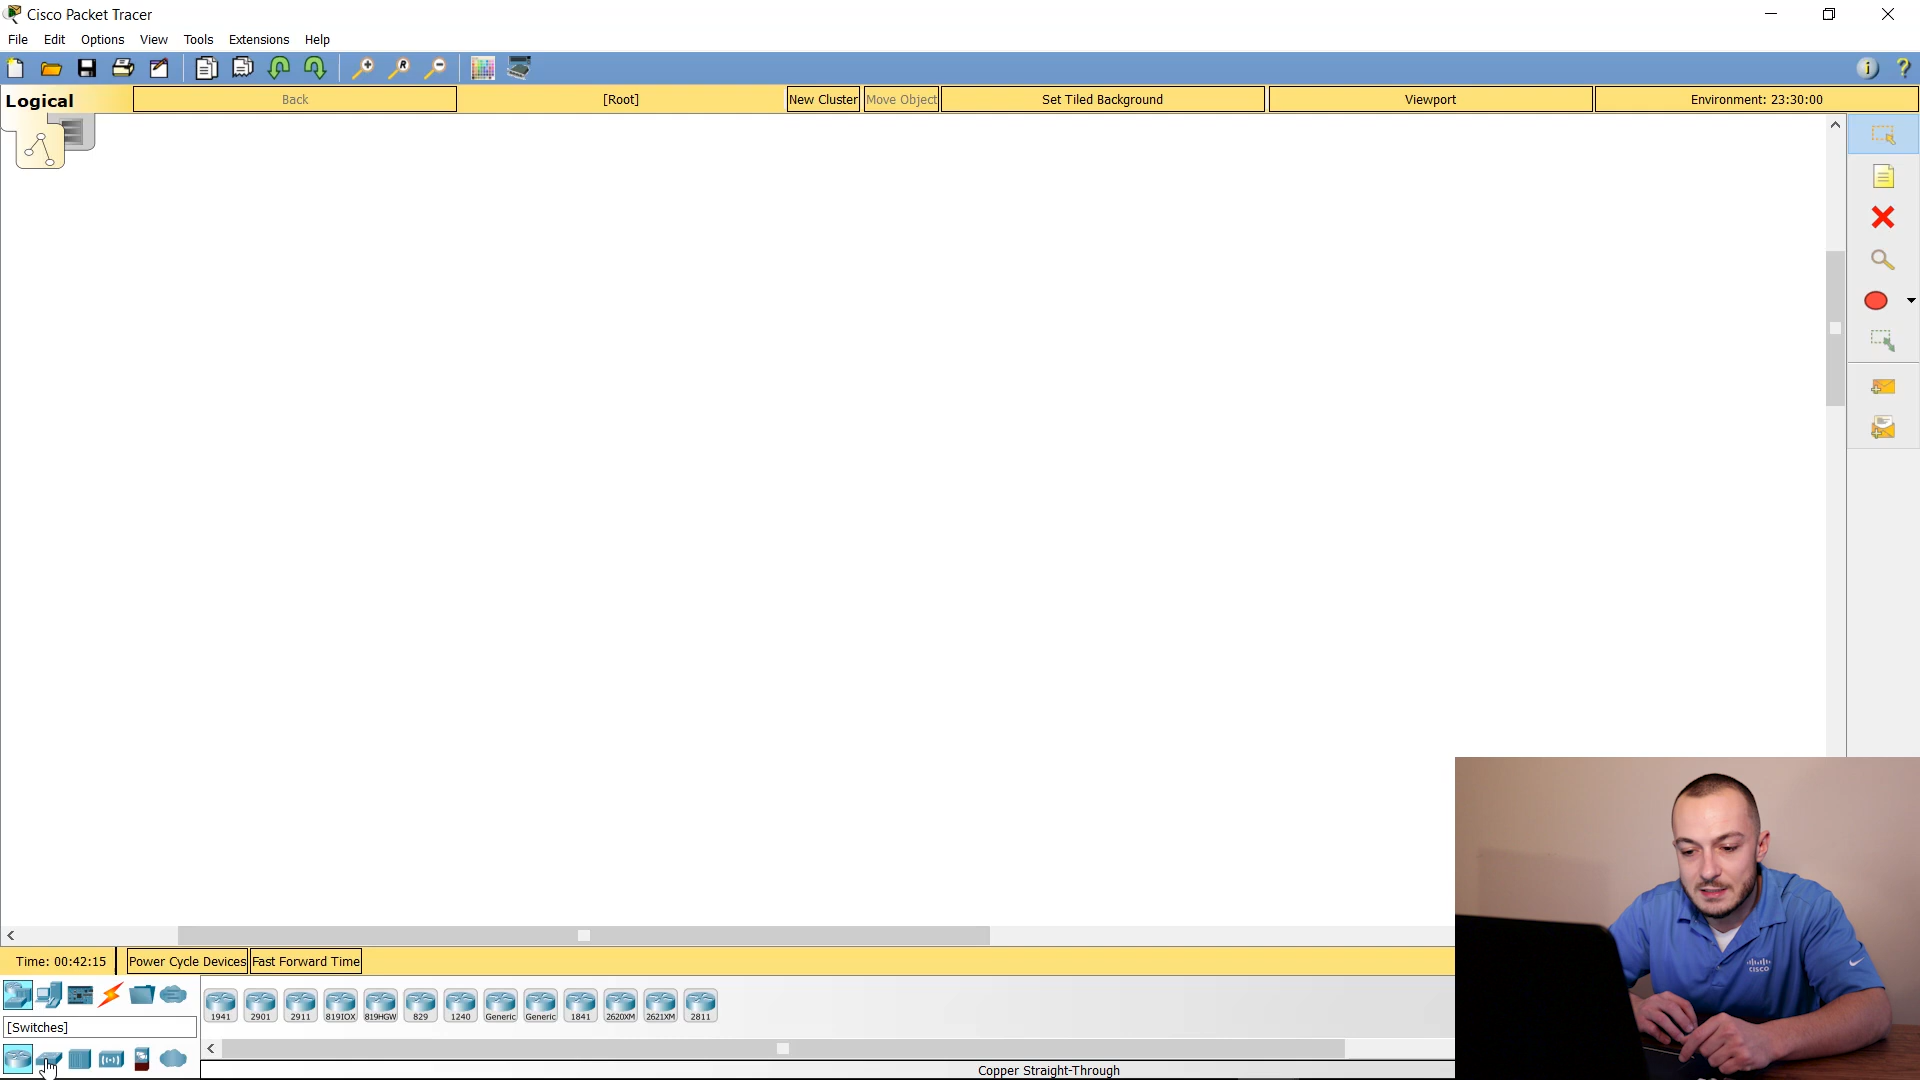 Cisco Packet Tracer
File Edit Options View Tools Extensions Help
Logical Back [Root] New Cluster Move Object Set Tiled Background Viewport Environment: 23:30:00
Time: 00:42:15 Power Cycle Devices Fast Forward Time
1941 2901 2911 819IOX 819HGW 829 1240 Generic Generic 1841 2620XM 2621XM 2811
[Switches]
Copper Straight-Through
CISCO